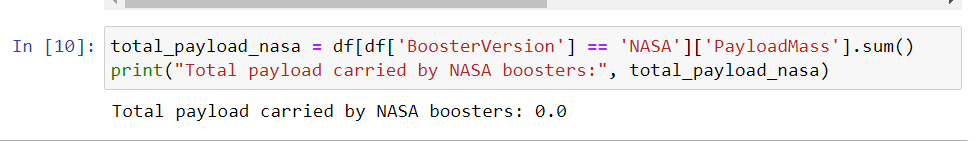 In [10]: total_payload_nasa = df[df['BoosterVersion'] == 'NASA']['PayloadMass'].sum()
print("Total payload carried by NASA boosters:", total_payload_nasa)
Total payload carried by NASA boosters: 0.0